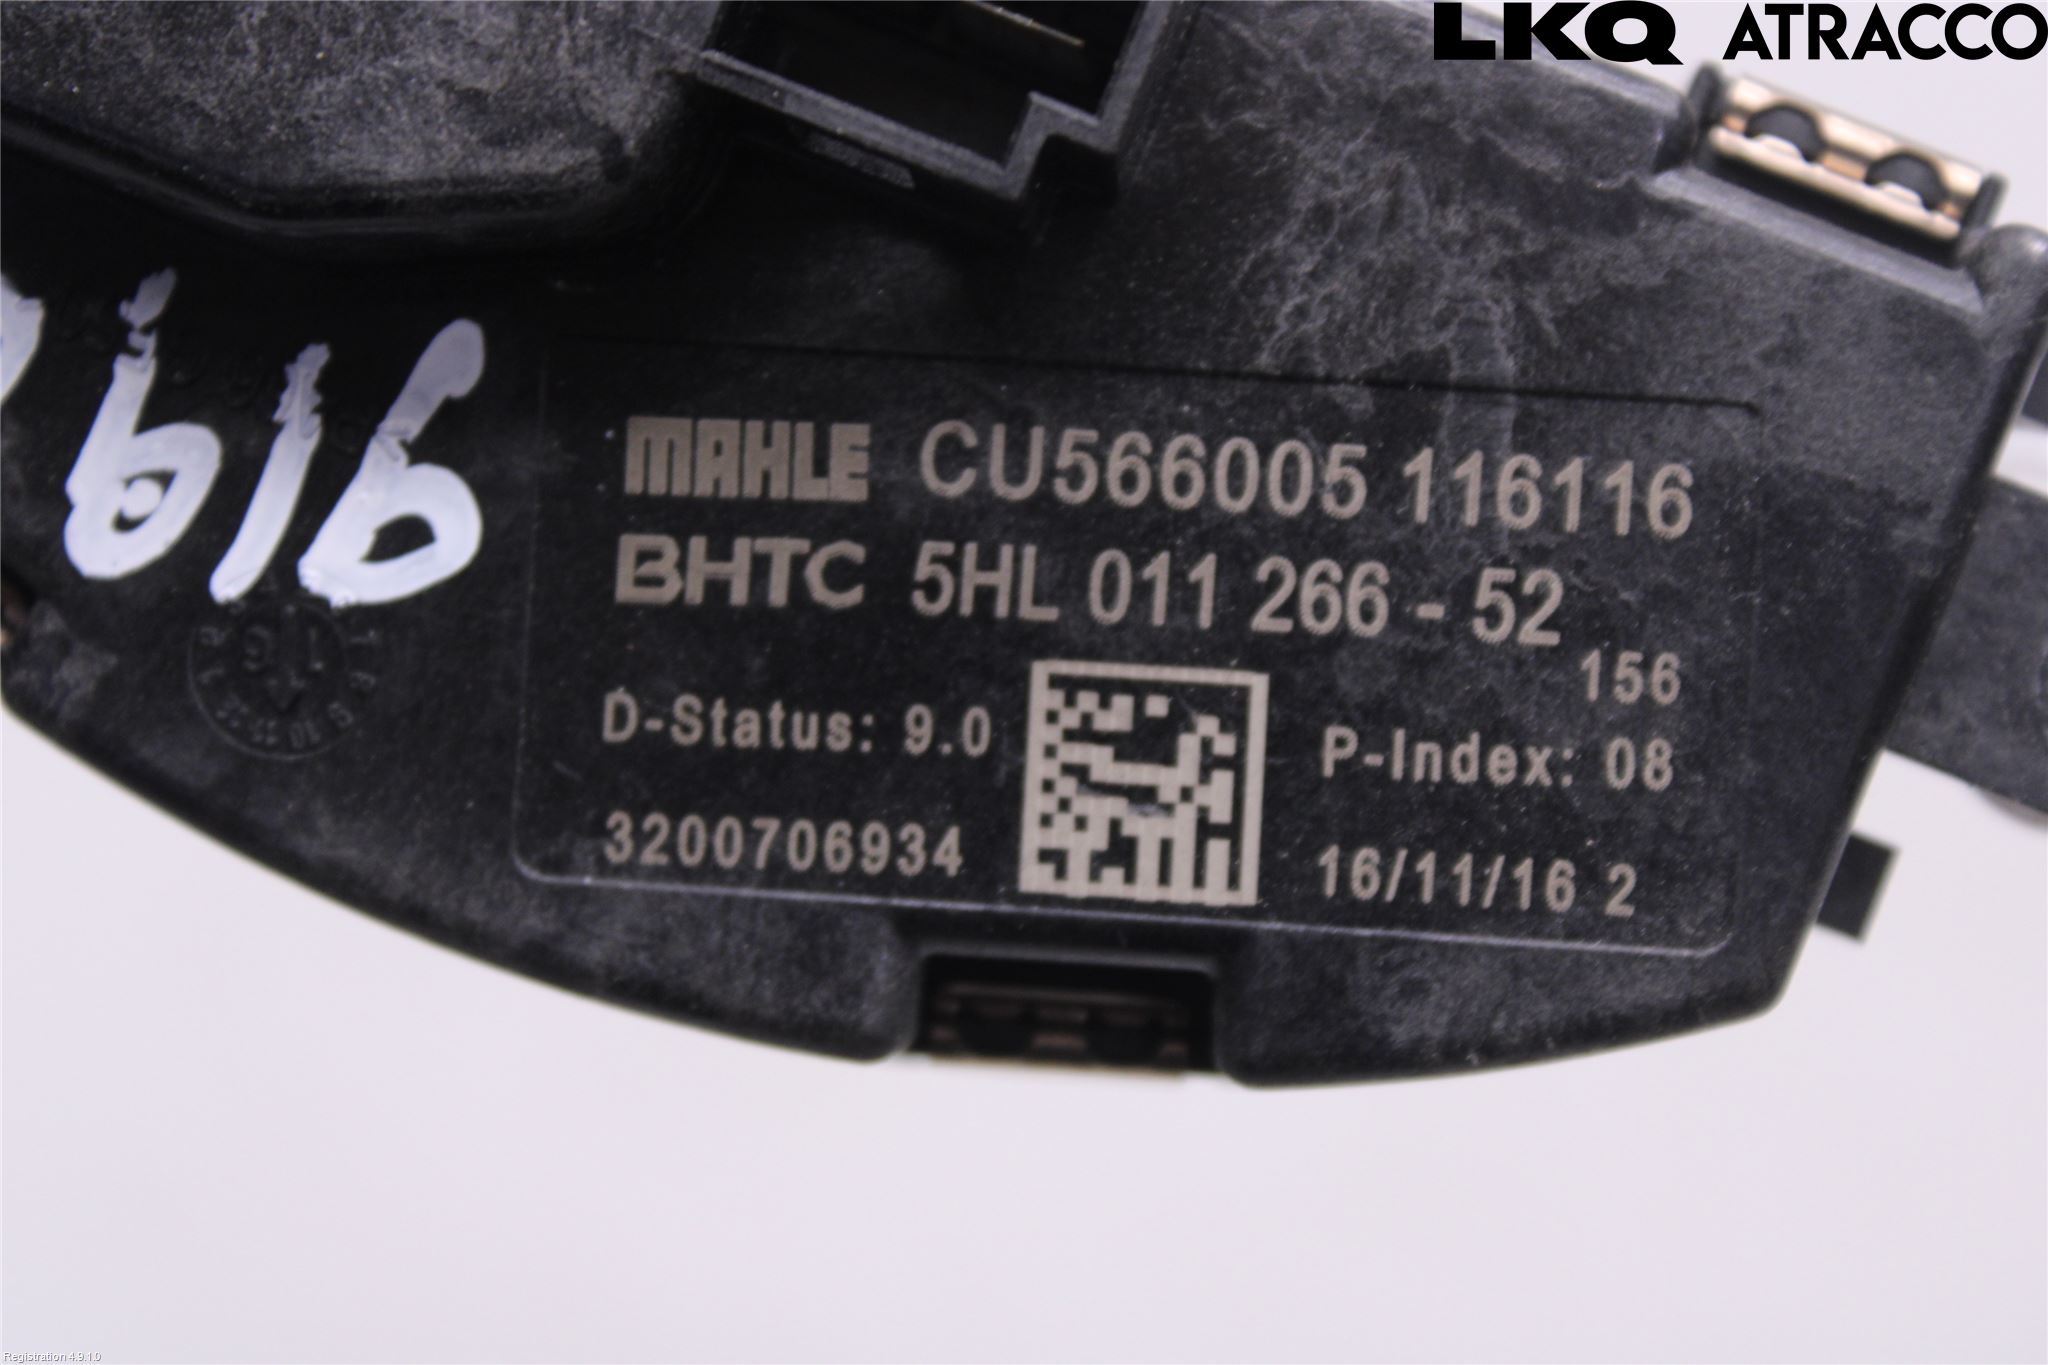 LKQ ATRACCO
MAHLE CU566005 116116
BHTC 5HL 011 266 - 52
156
D-Status: 9.0
P-Index: 08
3200706934
16/11/16 2
Registration 4.9.1.0